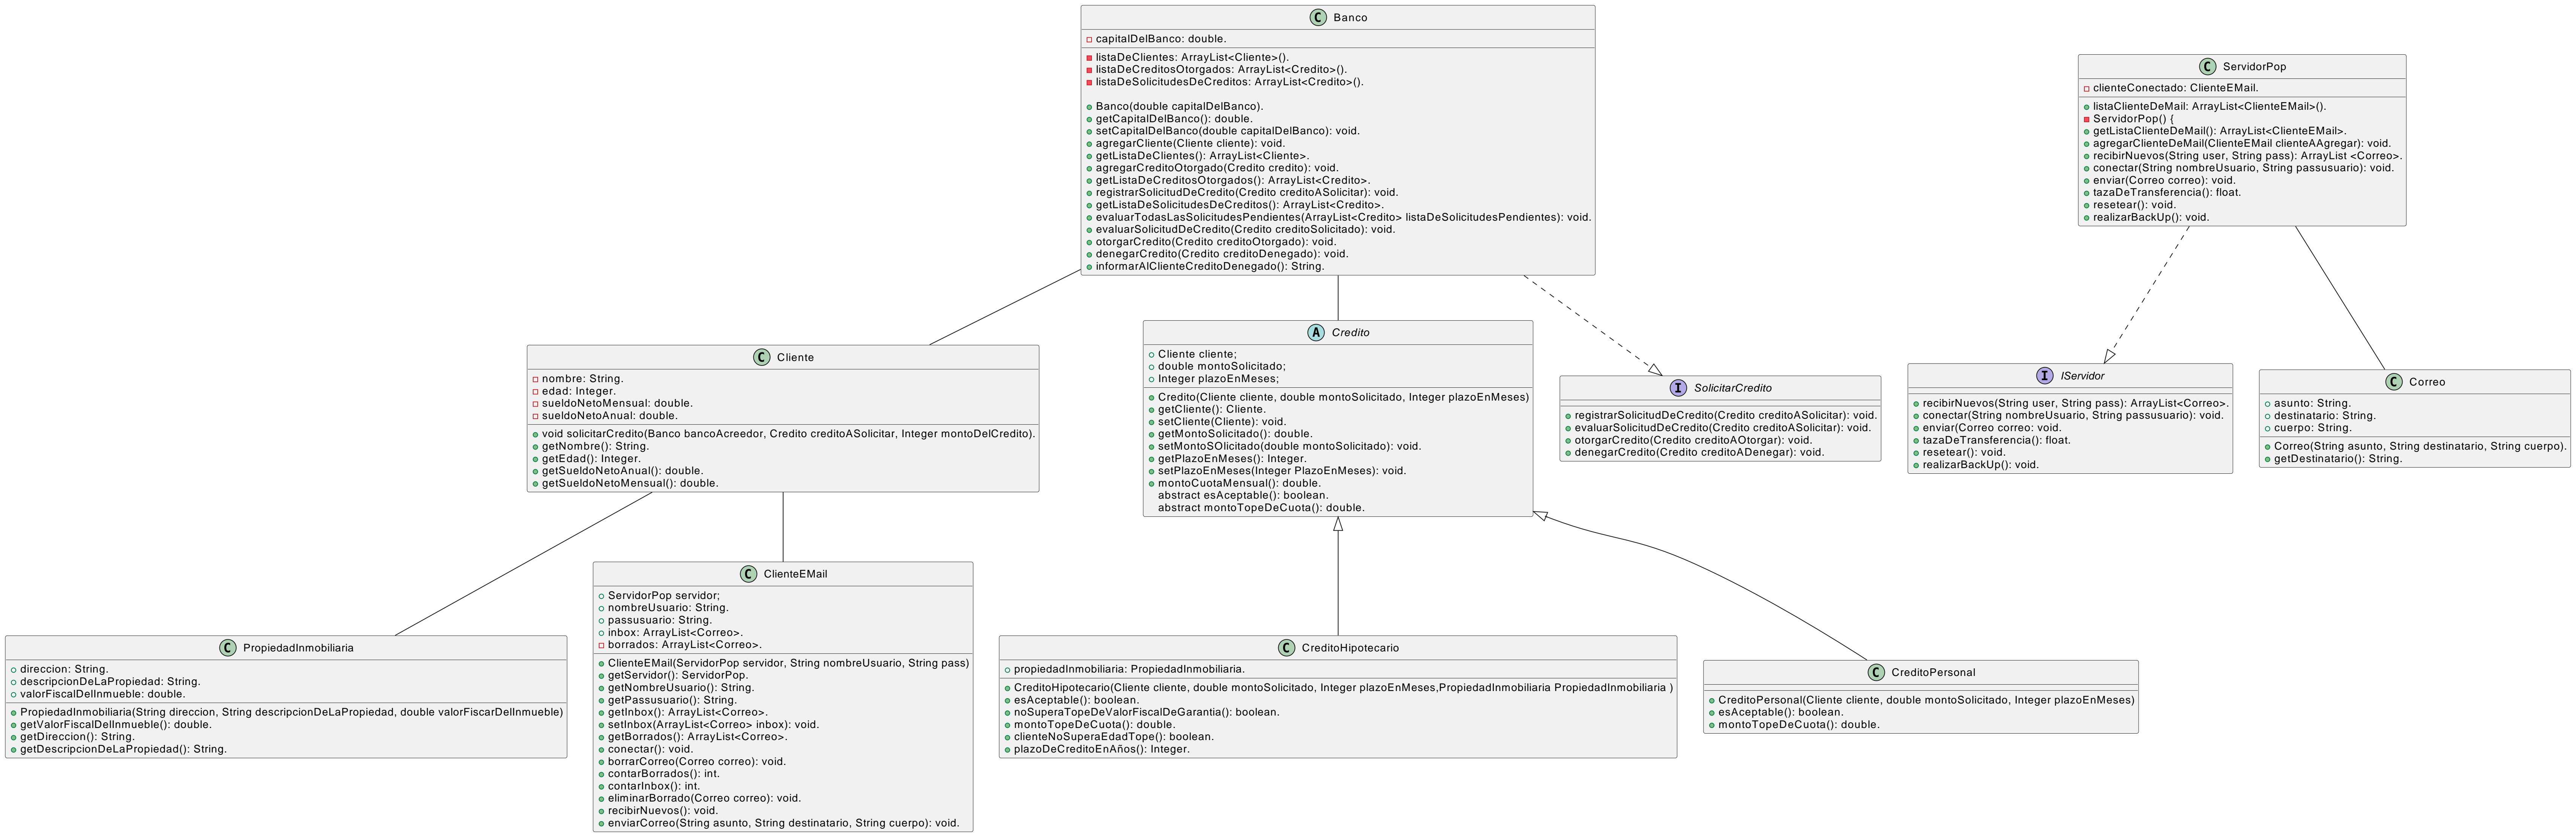 C Banco
capitalDelBanco: double.
listaDeClientes: ArrayList<Cliente>().
listaDeCreditosOtorgados: ArrayList<Credito>().
listaDeSolicitudesDeCreditos: ArrayList<Credito>().
Banco(double capitalDelBanco).
getCapitalDelBanco(): double.
setCapitalDelBanco(double capitalDelBanco): void.
agregarCliente(Cliente cliente): void.
getListaDeClientes(): ArrayList<Cliente>.
agregarCreditoOtorgado(Credito credito): void.
getListaDeCreditosOtorgados(): ArrayList<Credito>.
registrarSolicitudDeCredito(Credito creditoASolicitar): void.
getListaDeSolicitudesDeCreditos(): ArrayList<Credito>.
evaluarTodasLasSolicitudesPendientes(ArrayList<Credito> listaDeSolicitudesPendientes): void.
evaluarSolicitudDeCredito(Credito creditoSolicitado): void.
otorgarCredito(Credito creditoOtorgado): void.
denegarCredito(Credito creditoDenegado): void.
informarAlClienteCreditoDenegado(): String.
C ServidorPop
clienteConectado: ClienteEMail.
listaClienteDeMail: ArrayList<ClienteEMail>().
ServidorPop() {
getListaClienteDeMail(): ArrayList<ClienteEMail>.
agregarClienteDeMail(ClienteEMail clienteAAgregar): void.
recibirNuevos(String user, String pass): ArrayList <Correo>.
conectar(String nombreUsuario, String passusuario): void.
enviar(Correo correo): void.
tazaDeTransferencia(): float.
resetear(): void.
realizarBackUp(): void.
C Cliente
nombre: String.
edad: Integer.
sueldoNetoMensual: double.
sueldoNetoAnual: double.
void solicitarCredito(Banco bancoAcreedor, Credito creditoASolicitar, Integer montoDelCredito).
getNombre(): String.
getEdad(): Integer.
getSueldoNetoAnual(): double.
getSueldoNetoMensual(): double.
A Credito
Cliente cliente;
double montoSolicitado;
Integer plazoEnMeses;
Credito(Cliente cliente, double montoSolicitado, Integer plazoEnMeses)
getCliente(): Cliente.
setCliente(Cliente): void.
getMontoSolicitado(): double.
setMontoSOlicitado(double montoSolicitado): void.
getPlazoEnMeses(): Integer.
setPlazoEnMeses(Integer PlazoEnMeses): void.
montoCuotaMensual(): double.
abstract esAceptable(): boolean.
abstract montoTopeDeCuota(): double.
I SolicitarCredito
registrarSolicitudDeCredito(Credito creditoASolicitar): void.
evaluarSolicitudDeCredito(Credito creditoASolicitar): void.
otorgarCredito(Credito creditoAOtorgar): void.
denegarCredito(Credito creditoADenegar): void.
I IServidor
recibirNuevos(String user, String pass): ArrayList<Correo>.
conectar(String nombreUsuario, String passusuario): void.
enviar(Correo correo: void.
tazaDeTransferencia(): float.
resetear(): void.
realizarBackUp(): void.
C Correo
asunto: String.
destinatario: String.
cuerpo: String.
Correo(String asunto, String destinatario, String cuerpo).
getDestinatario(): String.
C PropiedadInmobiliaria
direccion: String.
descripcionDeLaPropiedad: String.
valorFiscalDelInmueble: double.
PropiedadInmobiliaria(String direccion, String descripcionDeLaPropiedad, double valorFiscarDelInmueble)
getValorFiscalDelInmueble(): double.
getDireccion(): String.
getDescripcionDeLaPropiedad(): String.
C ClienteEMail
ServidorPop servidor;
nombreUsuario: String.
passusuario: String.
inbox: ArrayList<Correo>.
borrados: ArrayList<Correo>.
ClienteEMail(ServidorPop servidor, String nombreUsuario, String pass)
getServidor(): ServidorPop.
getNombreUsuario(): String.
getPassusuario(): String.
getInbox(): ArrayList<Correo>.
setInbox(ArrayList<Correo> inbox): void.
getBorrados(): ArrayList<Correo>.
conectar(): void.
borrarCorreo(Correo correo): void.
contarBorrados(): int.
contarInbox(): int.
eliminarBorrado(Correo correo): void.
recibirNuevos(): void.
enviarCorreo(String asunto, String destinatario, String cuerpo): void.
C CreditoHipotecario
propiedadInmobiliaria: PropiedadInmobiliaria.
CreditoHipotecario(Cliente cliente, double montoSolicitado, Integer plazoEnMeses,PropiedadInmobiliaria PropiedadInmobiliaria )
esAceptable(): boolean.
noSuperaTopeDeValorFiscalDeGarantia(): boolean.
montoTopeDeCuota(): double.
clienteNoSuperaEdadTope(): boolean.
plazoDeCreditoEnAños(): Integer.
C CreditoPersonal
CreditoPersonal(Cliente cliente, double montoSolicitado, Integer plazoEnMeses)
esAceptable(): boolean.
montoTopeDeCuota(): double.